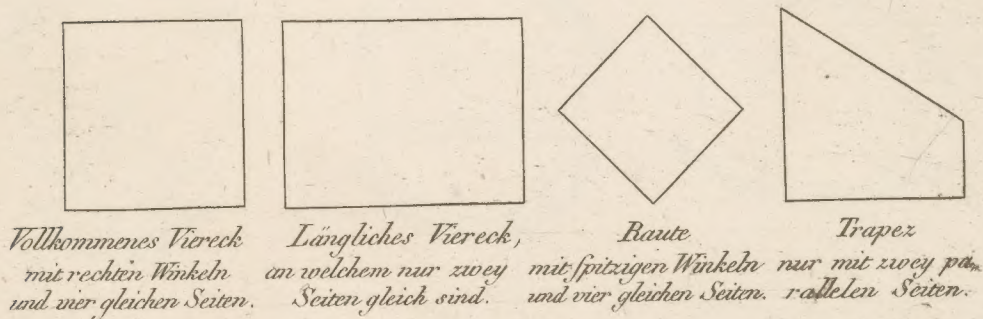 Vollkommenes Viereck
mit rechten Winkeln
und vier gleichen Seiten.
Längliches Viereck,
an welchem nur zwey
Seiten gleich sind.
Raute
mit ſpitzigen Winkeln
und vier gleichen Seiten.
Trapez
nur mit zwey pa-
rallelen Seiten.